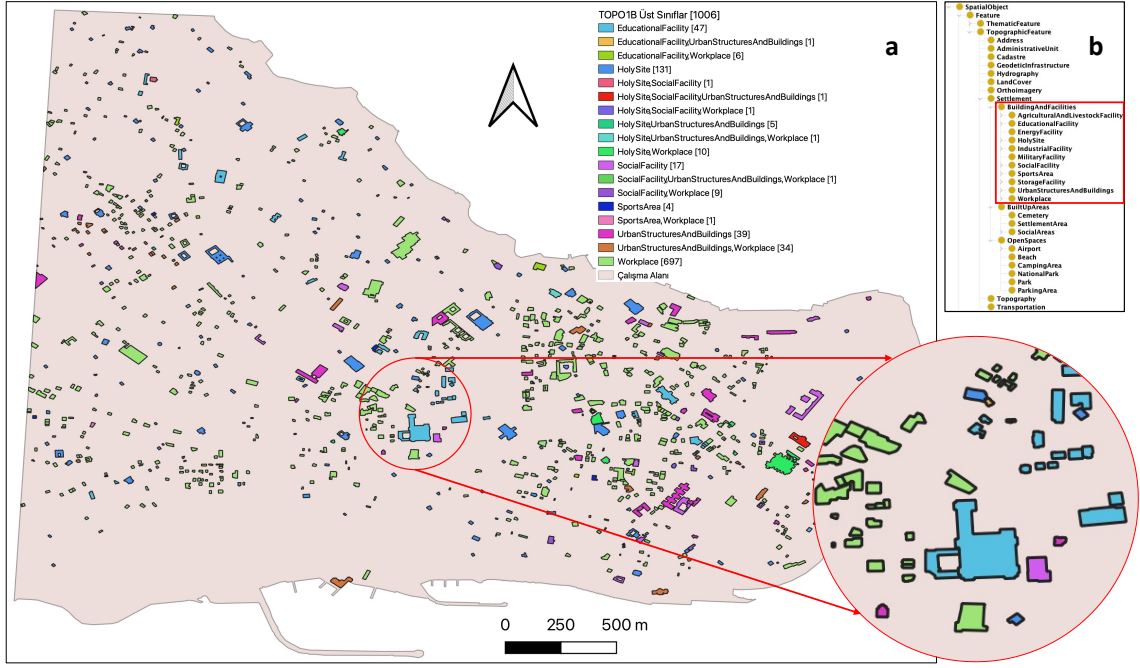 TOPO1B Üst Sınıflar [1006]
EducationalFacility [47]
EducationalFacility,UrbanStructuresAndBuildings [1]
EducationalFacility,Workplace [6]
HolySite [131]
HolySite,SocialFacility [1]
HolySite,SocialFacility,UrbanStructuresAndBuildings [1]
HolySite,SocialFacility,Workplace [1]
HolySite,UrbanStructuresAndBuildings [5]
HolySite,UrbanStructuresAndBuildings,Workplace [1]
HolySite,Workplace [10]
SocialFacility [17]
SocialFacility,UrbanStructuresAndBuildings,Workplace [1]
SocialFacility,Workplace [9]
SportsArea [4]
SportsArea,Workplace [1]
UrbanStructuresAndBuildings [39]
UrbanStructuresAndBuildings,Workplace [34]
Workplace [697]
Çalışma Alanı
a
0 250 500 m
b
SpatialObject
Feature
ThematicFeature
TopographicFeature
Address
AdministrativeUnit
Cadastre
GeodeticInfrastructure
Hydrography
LandCover
Orthoimagery
Settlement
BuildingAndFacilities
AgriculturalAndLivestockFacility
EducationalFacility
EnergyFacility
HolySite
IndustrialFacility
MilitaryFacility
SocialFacility
SportsArea
StorageFacility
UrbanStructuresAndBuildings
Workplace
BuiltUpAreas
Cemetery
SettlementArea
SocialAreas
OpenSpaces
Airport
Beach
CampingArea
NationalPark
Park
ParkingArea
Topography
Transportation